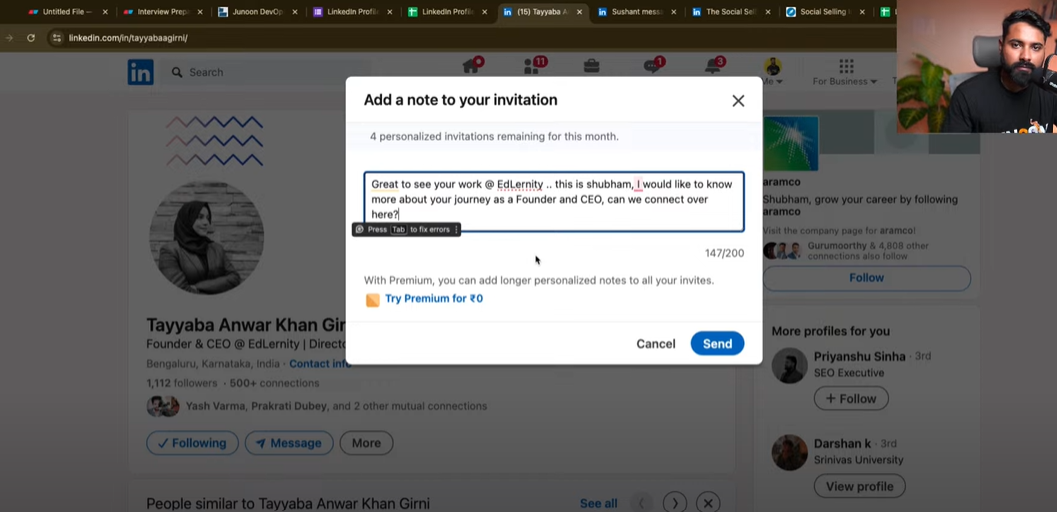 Untitled File —
Interview Prep
Junoon DevOp
LinkedIn Profil
LinkedIn Profil
(15) Tayyaba A
Sushant mess
The Social Sel
Social Selling
linkedin.com/in/tayyabaagirni/
Search
11
1
3
Me
For Business
Add a note to your invitation
4 personalized invitations remaining for this month.
Great to see your work @ EdLernity .. this is shubham, I would like to know
more about your journey as a Founder and CEO, can we connect over
here?
Press Tab to fix errors
147/200
With Premium, you can add longer personalized notes to all your invites.
Try Premium for ₹0
Cancel
Send
Tayyaba Anwar Khan Gir
Founder & CEO @ EdLernity | Directo
Bengaluru, Karnataka, India · Contact info
1,112 followers · 500+ connections
Yash Varma, Prakrati Dubey, and 2 other mutual connections
Following
Message
More
People similar to Tayyaba Anwar Khan Girni
See all
aramco
Shubham, grow your career by following
aramco
Visit the company page for aramco!
Gurumoorthy & 4,808 other
connections also follow
Follow
More profiles for you
Priyanshu Sinha · 3rd
SEO Executive
+ Follow
Darshan k · 3rd
Srinivas University
View profile